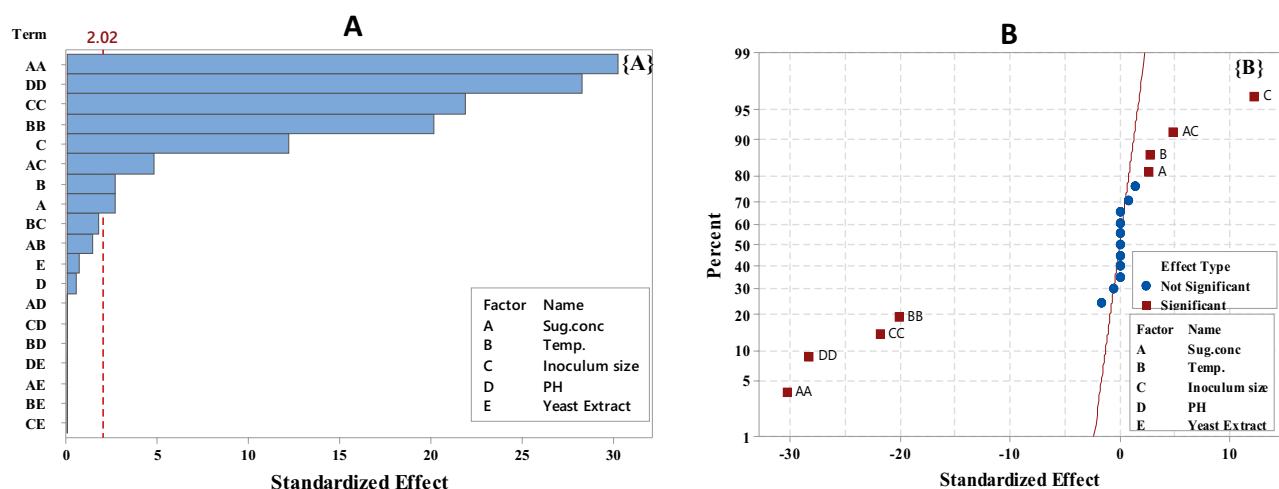 A
Term
2.02
{A}
AA
DD
CC
BB
C
AC
B
A
BC
AB
E
D
AD
CD
BD
DE
AE
BE
CE
Factor Name
A Sug.conc
B Temp.
C Inoculum size
D PH
E Yeast Extract
0 5 10 15 20 25 30
Standardized Effect
B
{B}
Percent
99
95
90
80
70
60
50
40
30
20
10
5
1
C
AC
B
A
BB
CC
DD
AA
Effect Type
Not Significant
Significant
Factor Name
A Sug.conc
B Temp.
C Inoculum size
D PH
E Yeast Extract
-30 -20 -10 0 10
Standardized Effect